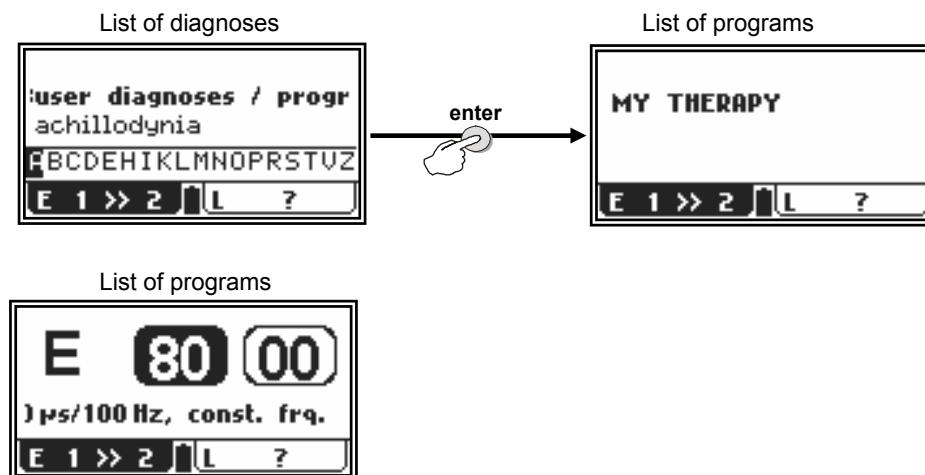 List of diagnoses
List of programs
:user diagnoses / progr
achillodynia
ABCDEHIKLMNOPRSTVZ
E 1 >> 2 L ?
enter
MY THERAPY
E 1 >> 2 L ?
List of programs
E 80 00
) µs/100 Hz, const. frq.
E 1 >> 2 L ?